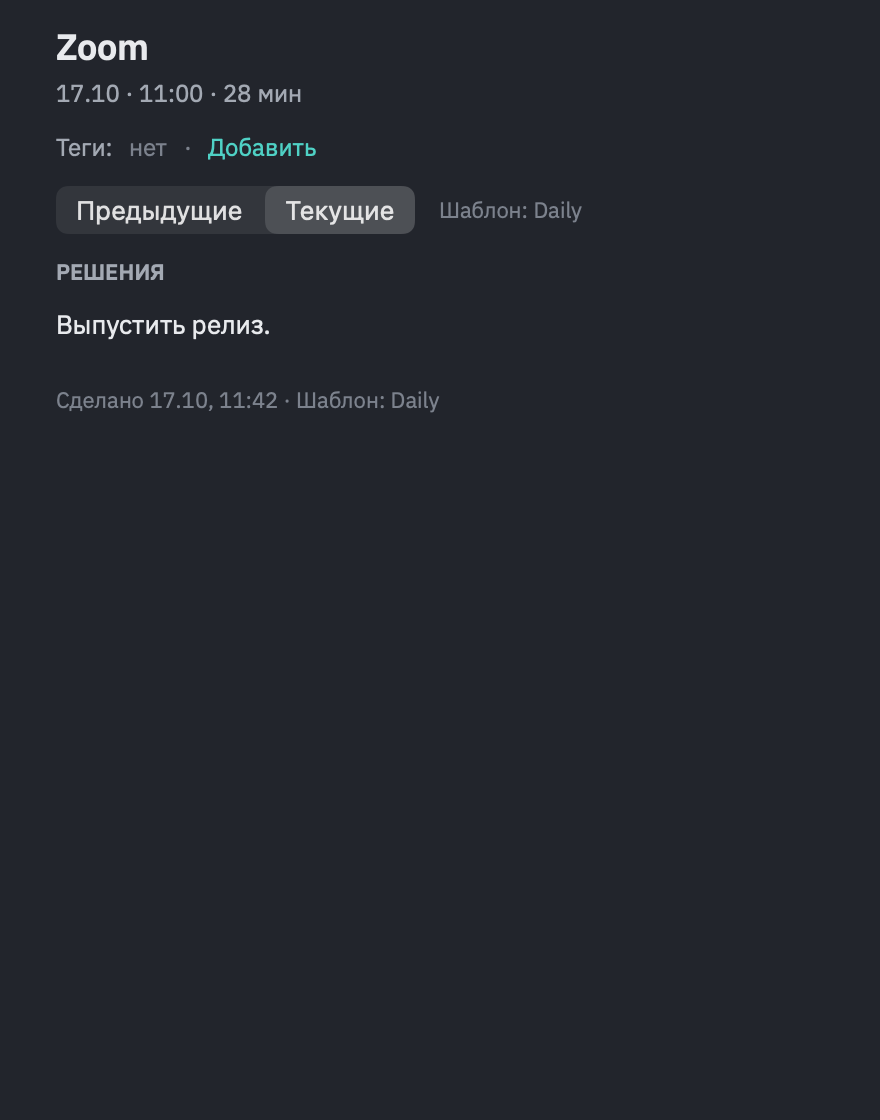 Zoom
17.10 · 11:00 · 28 мин
Теги: нет · Добавить
Предыдущие Текущие Шаблон: Daily
РЕШЕНИЯ
Выпустить релиз.
Сделано 17.10, 11:42 · Шаблон: Daily